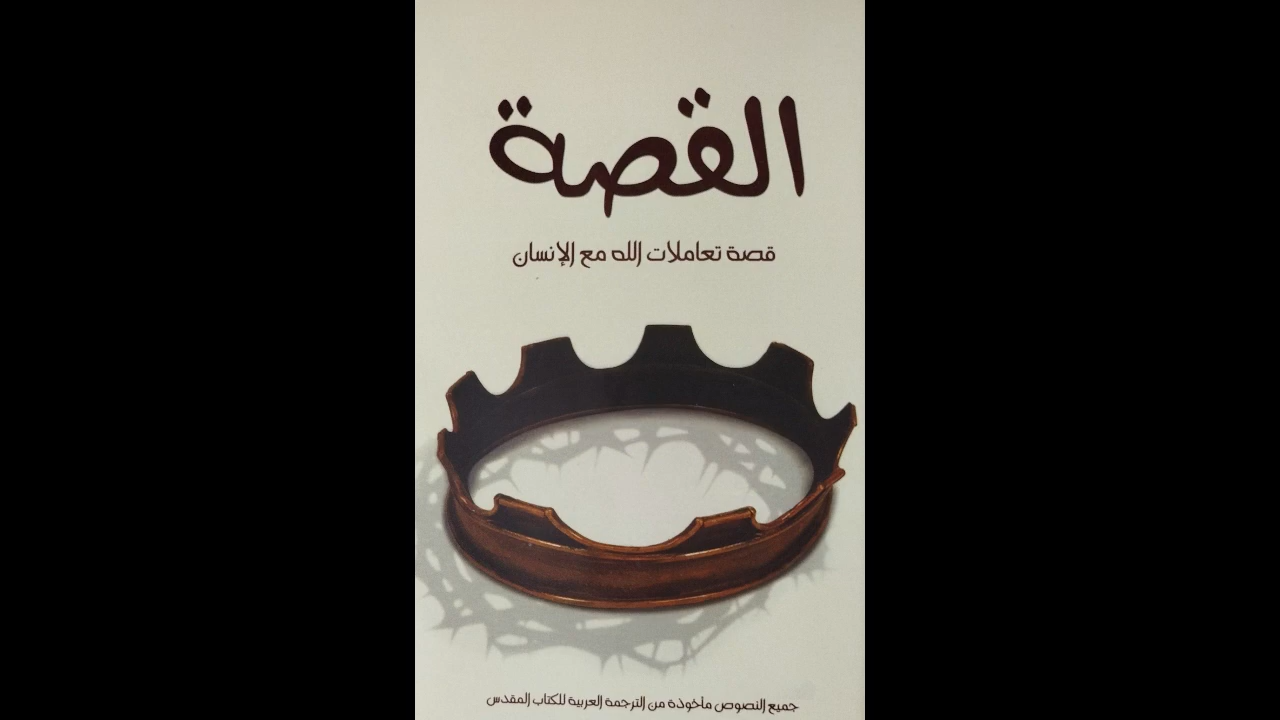 القصة
قصة تعاملات الله مع الإنسان
جميع النصوص مأخوذة من الترجمة العربية للكتاب المقدس